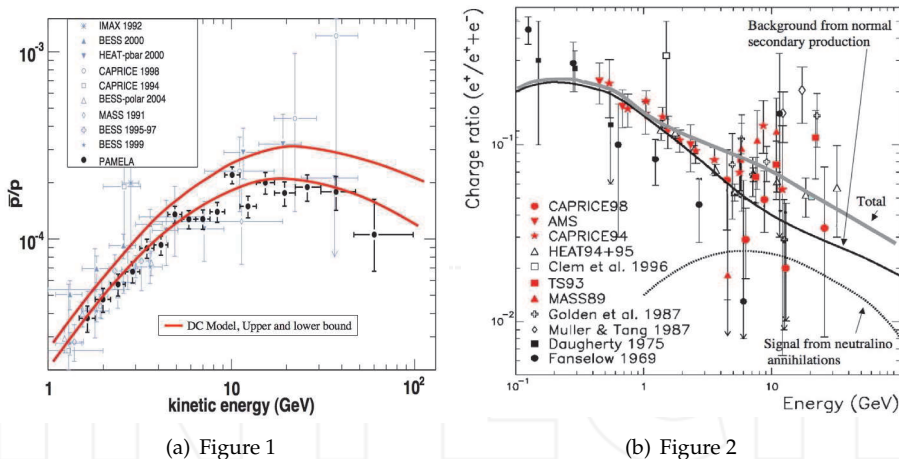 10⁻³
10⁻⁴
p̅/p
IMAX 1992
BESS 2000
HEAT-pbar 2000
CAPRICE 1998
CAPRICE 1994
BESS-polar 2004
MASS 1991
BESS 1995-97
BESS 1999
PAMELA
DC Model, Upper and lower bound
1
10
10²
kinetic energy (GeV)
(a) Figure 1
Charge ratio (e⁺/e⁺+e⁻)
10⁻¹
10⁻²
Background from normal
secondary production
Total
Signal from neutralino
annihilations
CAPRICE98
AMS
CAPRICE94
HEAT94+95
Clem et al. 1996
TS93
MASS89
Golden et al. 1987
Muller & Tang 1987
Daugherty 1975
Fanselow 1969
10⁻¹
1
10
Energy (GeV)
(b) Figure 2